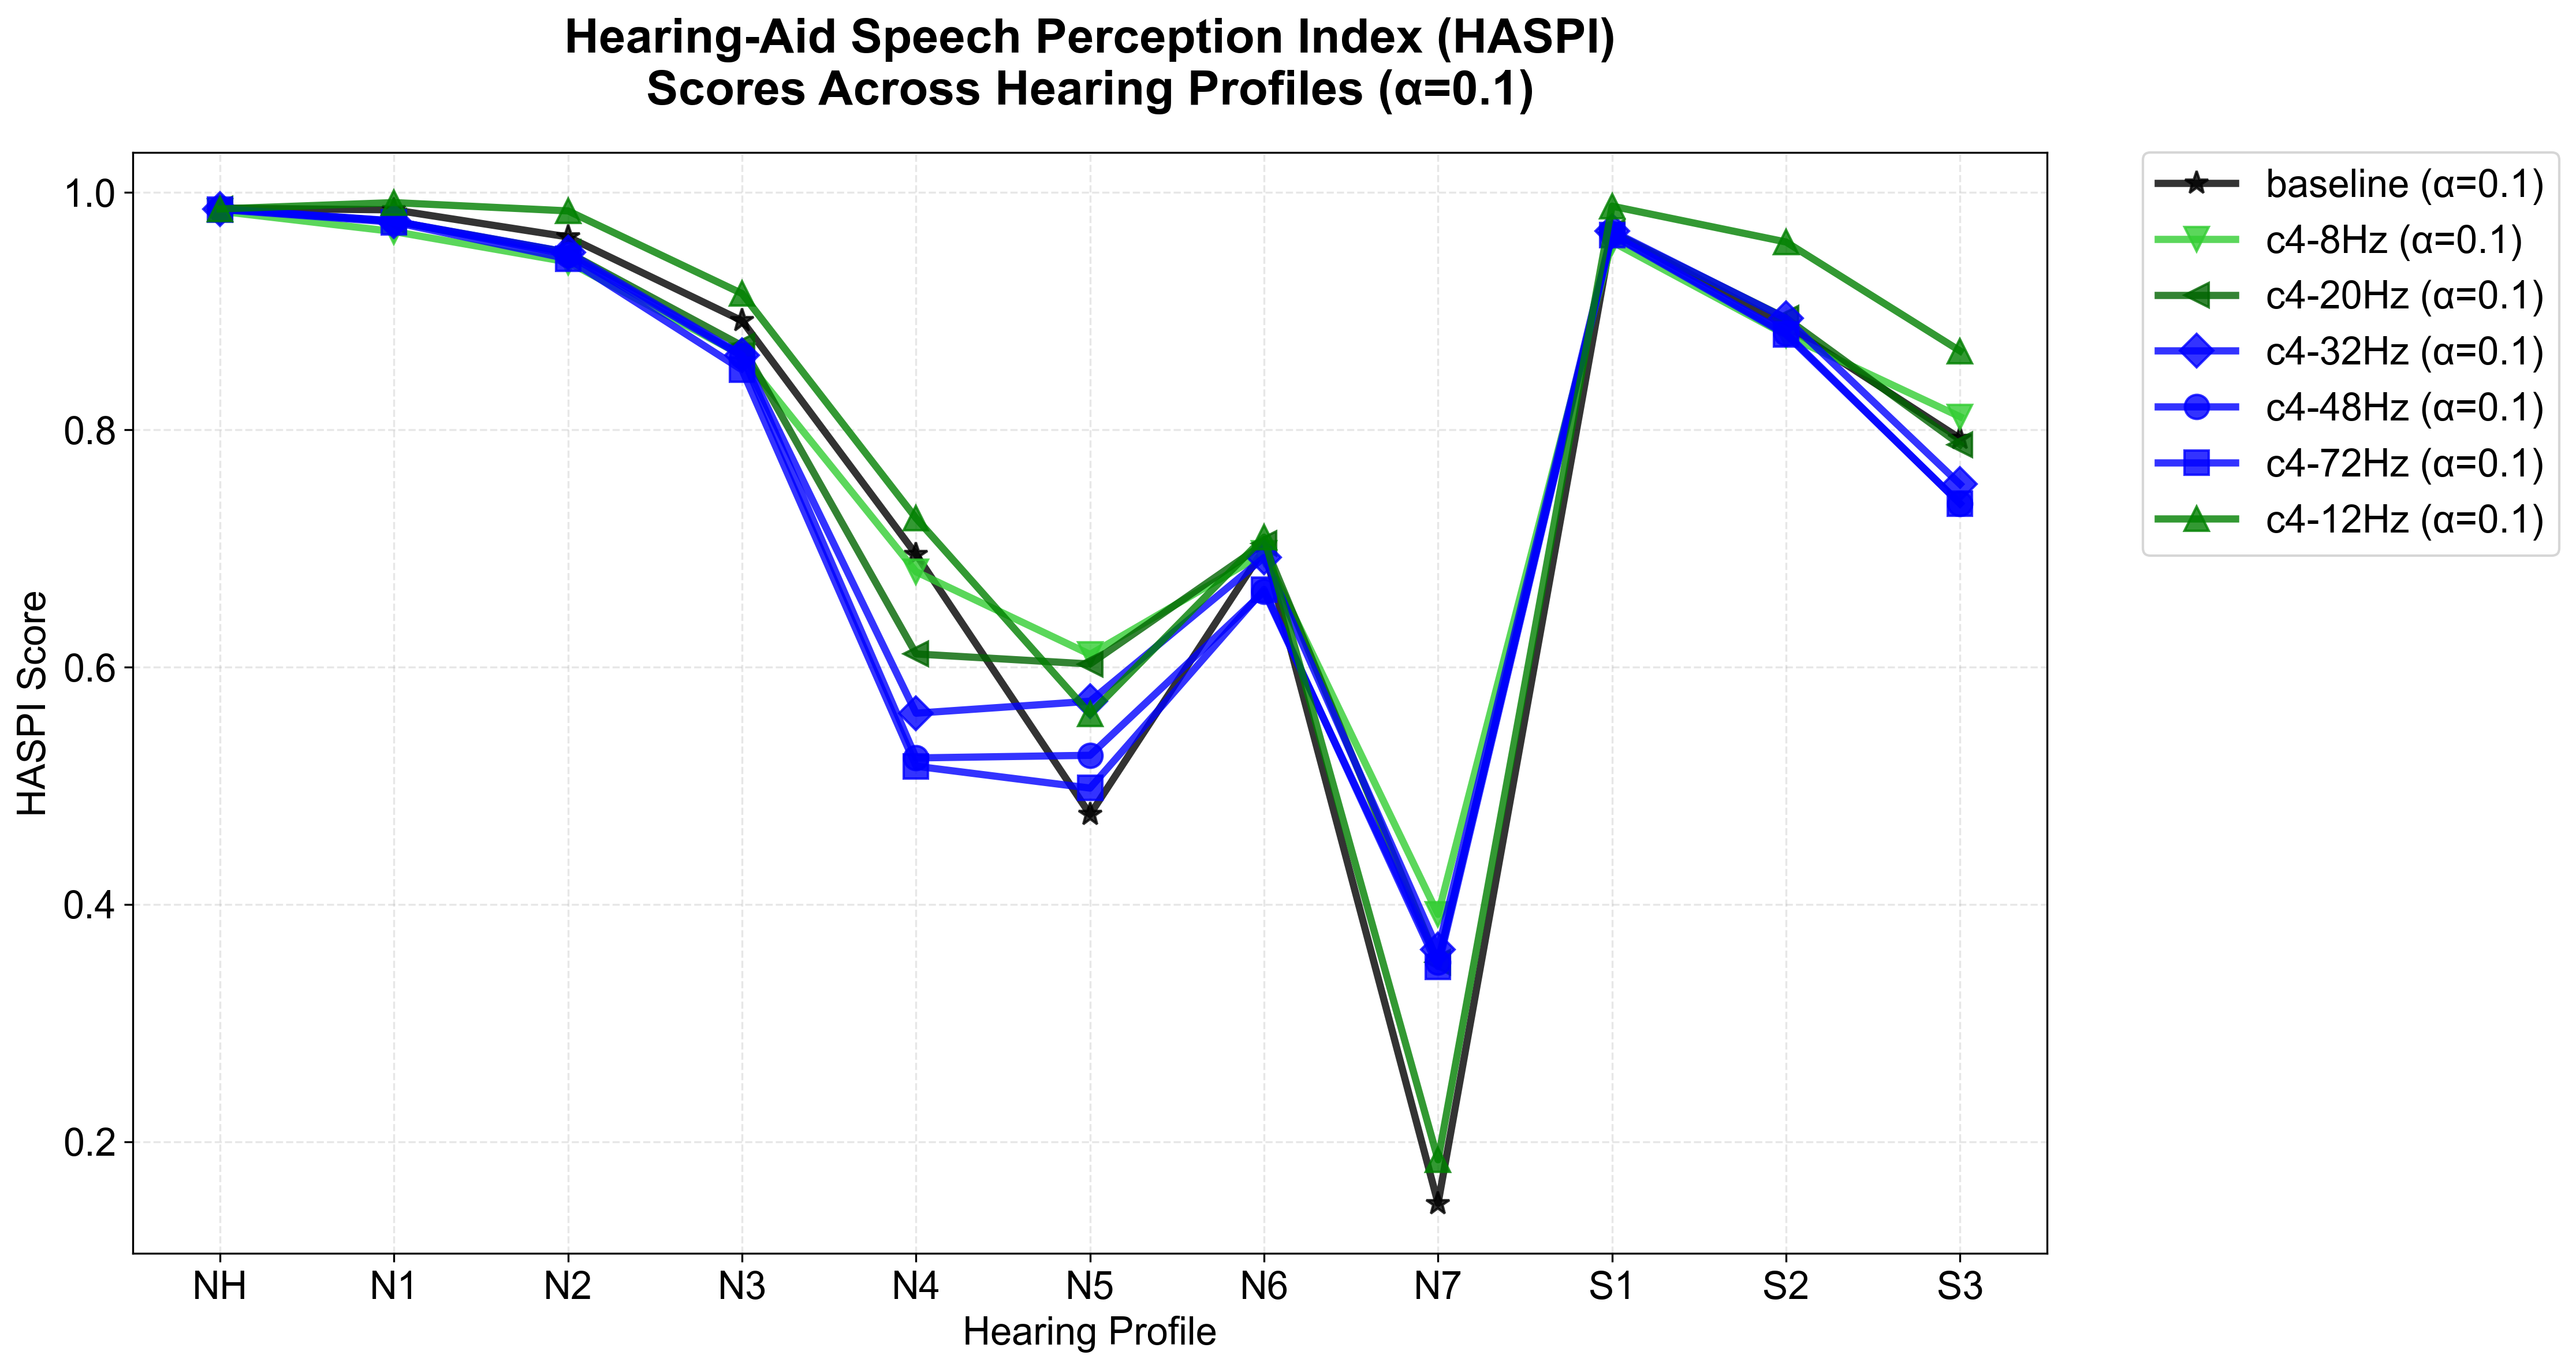 Hearing-Aid Speech Perception Index (HASPI)
Scores Across Hearing Profiles (α=0.1)
1.0
0.8
0.6
0.4
0.2
HASPI Score
NH N1 N2 N3 N4 N5 N6 N7 S1 S2 S3
Hearing Profile
baseline (α=0.1)
c4-8Hz (α=0.1)
c4-20Hz (α=0.1)
c4-32Hz (α=0.1)
c4-48Hz (α=0.1)
c4-72Hz (α=0.1)
c4-12Hz (α=0.1)